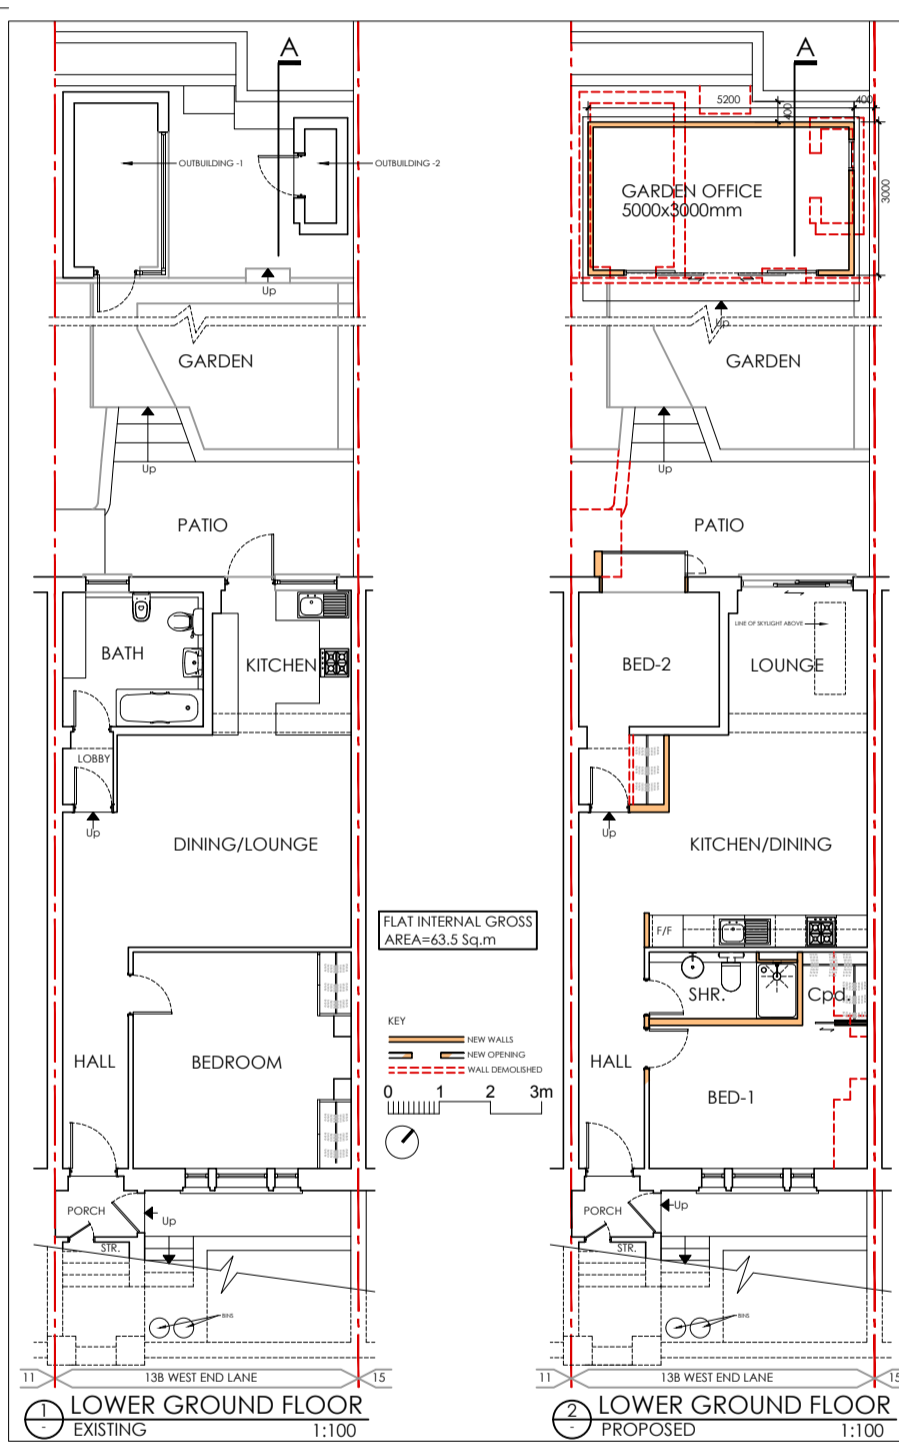 A
OUTBUILDING -1
OUTBUILDING -2
Up
GARDEN
Up
PATIO
BATH
KITCHEN
LOBBY
Up
DINING/LOUNGE
BEDROOM
HALL
PORCH
Up
STR.
BINS
11
13B WEST END LANE
15
1
-
LOWER GROUND FLOOR
EXISTING
1:100
FLAT INTERNAL GROSS
AREA=63.5 Sq.m
KEY
NEW WALLS
NEW OPENING
WALL DEMOLISHED
0 1 2 3m
A
5200
400
400
3000
GARDEN OFFICE
5000x3000mm
Up
GARDEN
Up
PATIO
LINE OF SKYLIGHT ABOVE
BED-2
LOUNGE
Up
KITCHEN/DINING
F/F
SHR.
Cpd.
HALL
BED-1
PORCH
Up
STR.
BINS
11
13B WEST END LANE
15
2
-
LOWER GROUND FLOOR
PROPOSED
1:100